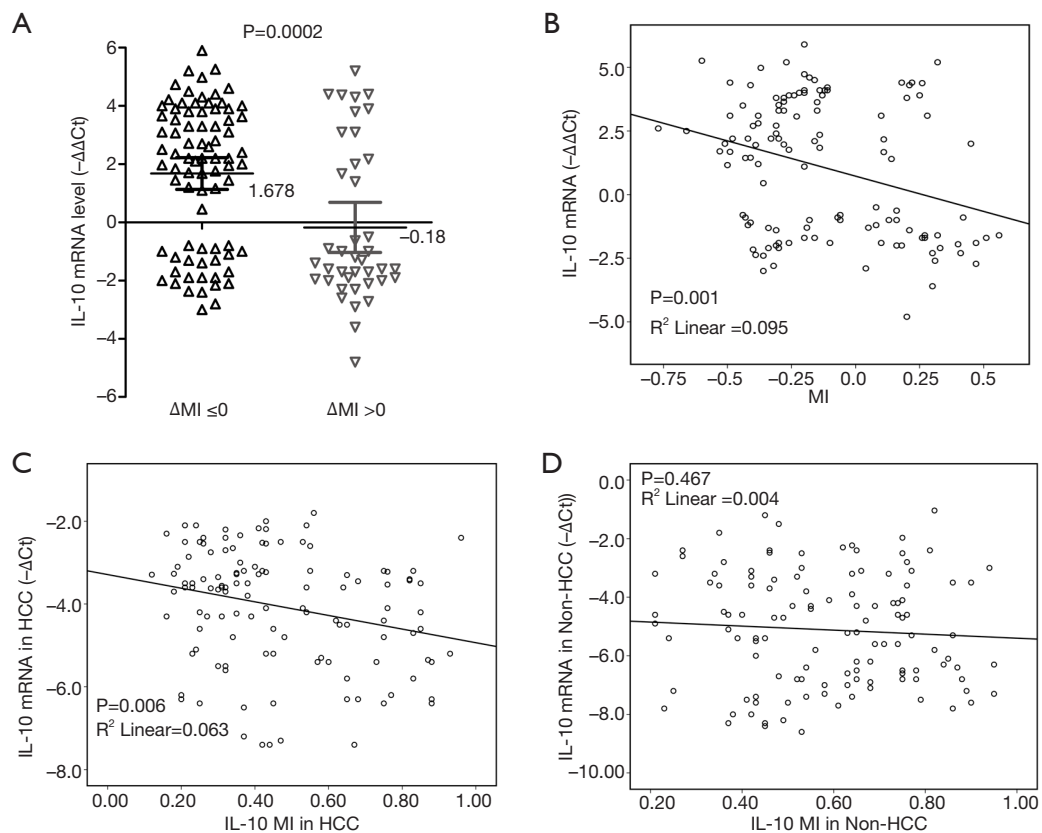 A
P=0.0002
IL-10 mRNA level (–ΔΔCt)
6
4
2
0
–2
–4
–6
1.678
–0.18
ΔMI ≤0
ΔMI >0
B
IL-10 mRNA (–ΔΔCt)
5.0
2.5
0.0
–2.5
–5.0
P=0.001
R² Linear =0.095
–0.75
–0.5
–0.25
0.0
0.25
0.5
MI
C
IL-10 mRNA in HCC (–ΔCt)
–2.0
–4.0
–6.0
–8.0
P=0.006
R² Linear=0.063
0.00
0.20
0.40
0.60
0.80
1.00
IL-10 MI in HCC
D
IL-10 mRNA in Non-HCC (–ΔCt))
P=0.467
R² Linear =0.004
0.0
–2.0
–4.0
–6.0
–8.0
–10.00
0.20
0.40
0.60
0.80
1.00
IL-10 MI in Non-HCC